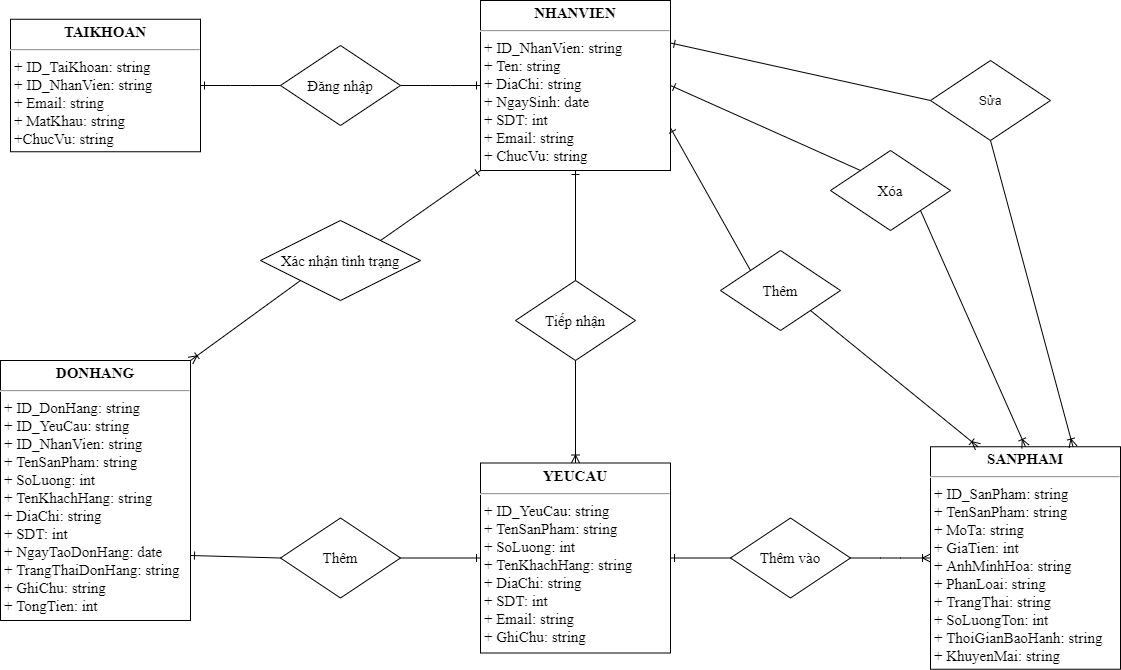 TAIKHOAN
+ ID_TaiKhoan: string
+ ID_NhanVien: string
+ Email: string
+ MatKhau: string
+ChucVu: string
Đăng nhập
NHANVIEN
+ ID_NhanVien: string
+ Ten: string
+ DiaChi: string
+ NgaySinh: date
+ SDT: int
+ Email: string
+ ChucVu: string
Sửa
Xóa
Thêm
Xác nhận tình trạng
Tiếp nhận
DONHANG
+ ID_DonHang: string
+ ID_YeuCau: string
+ ID_NhanVien: string
+ TenSanPham: string
+ SoLuong: int
+ TenKhachHang: string
+ DiaChi: string
+ SDT: int
+ NgayTaoDonHang: date
+ TrangThaiDonHang: string
+ GhiChu: string
+ TongTien: int
Thêm
YEUCAU
+ ID_YeuCau: string
+ TenSanPham: string
+ SoLuong: int
+ TenKhachHang: string
+ DiaChi: string
+ SDT: int
+ Email: string
+ GhiChu: string
Thêm vào
SANPHAM
+ ID_SanPham: string
+ TenSanPham: string
+ MoTa: string
+ GiaTien: int
+ AnhMinhHoa: string
+ PhanLoai: string
+ TrangThai: string
+ SoLuongTon: int
+ ThoiGianBaoHanh: string
+ KhuyenMai: string